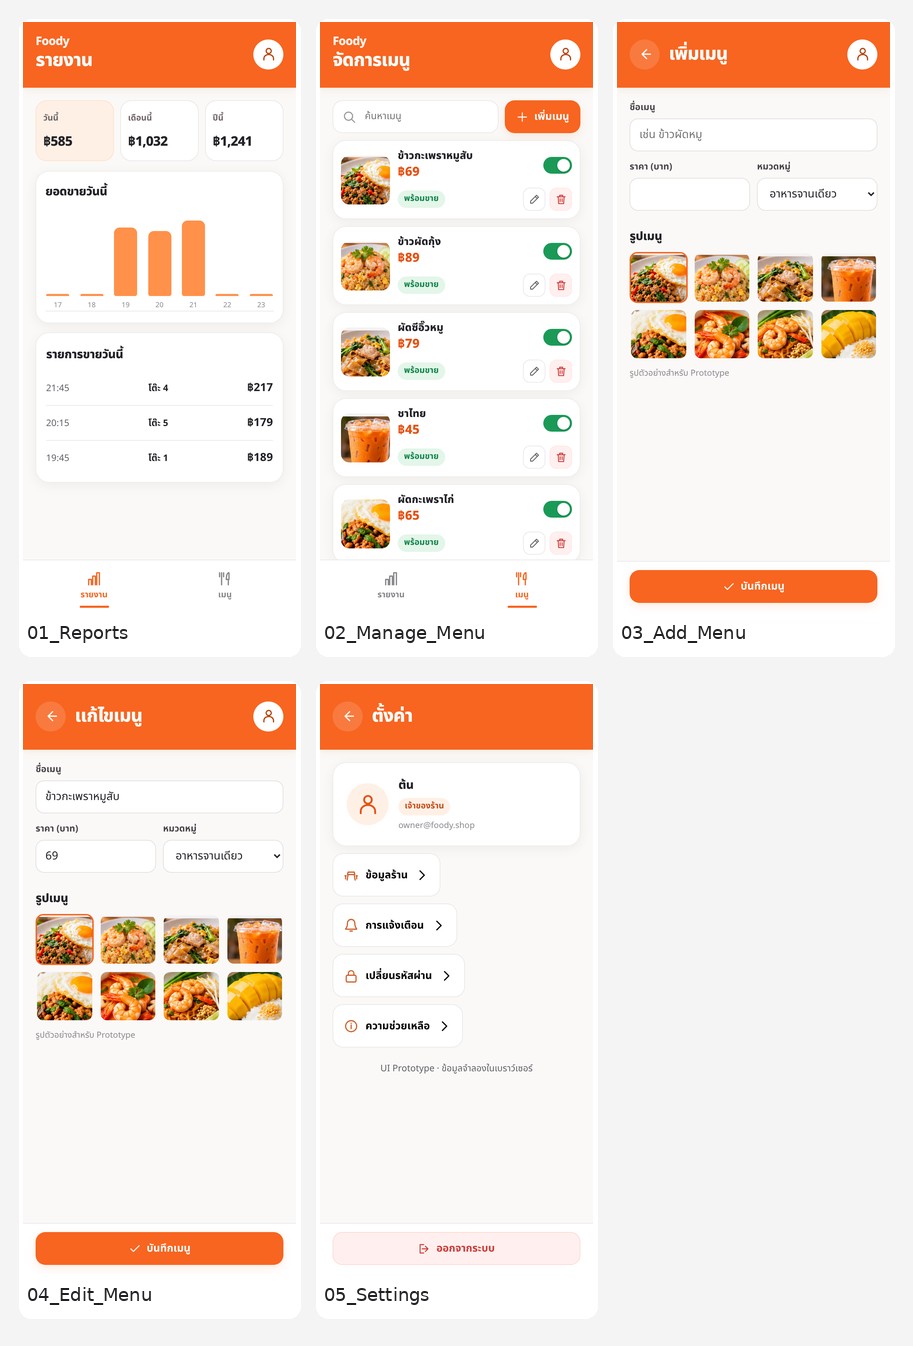 Foody
รายงาน
วันนี้
฿585
เดือนนี้
฿1,032
ปีนี้
฿1,241
ยอดขายวันนี้
17 18 19 20 21 22 23
รายการขายวันนี้
21:45 โต๊ะ 4 ฿217
20:15 โต๊ะ 5 ฿179
19:45 โต๊ะ 1 ฿189
รายงาน เมนู
01_Reports
Foody
จัดการเมนู
ค้นหาเมนู
เพิ่มเมนู
ข้าวกะเพราหมูสับ
฿69
พร้อมขาย
ข้าวผัดกุ้ง
฿89
พร้อมขาย
ผัดซีอิ๊วหมู
฿79
พร้อมขาย
ชาไทย
฿45
พร้อมขาย
ผัดกะเพราไก่
฿65
พร้อมขาย
รายงาน เมนู
02_Manage_Menu
เพิ่มเมนู
ชื่อเมนู
เช่น ข้าวผัดหมู
ราคา (บาท) หมวดหมู่
อาหารจานเดียว
รูปเมนู
รูปตัวอย่างสำหรับ Prototype
บันทึกเมนู
03_Add_Menu
แก้ไขเมนู
ชื่อเมนู
ข้าวกะเพราหมูสับ
ราคา (บาท) หมวดหมู่
69 อาหารจานเดียว
รูปเมนู
รูปตัวอย่างสำหรับ Prototype
บันทึกเมนู
04_Edit_Menu
ตั้งค่า
ต้น
เจ้าของร้าน
owner@foody.shop
ข้อมูลร้าน
การแจ้งเตือน
เปลี่ยนรหัสผ่าน
ความช่วยเหลือ
UI Prototype · ข้อมูลจำลองในเบราว์เซอร์
ออกจากระบบ
05_Settings